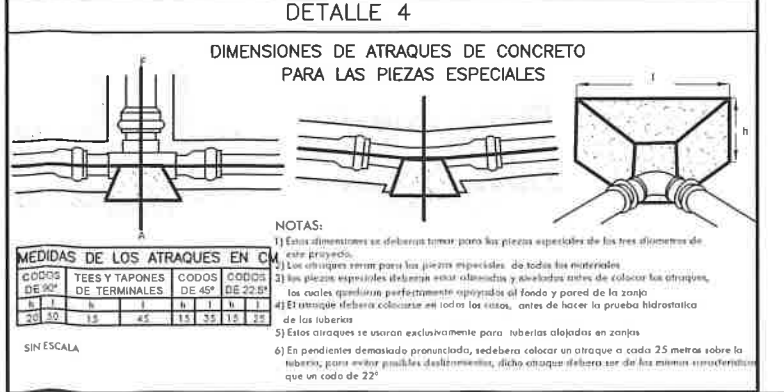 DETALLE 4
DIMENSIONES DE ATRAQUES DE CONCRETO
PARA LAS PIEZAS ESPECIALES
F
A
l
h
MEDIDAS DE LOS ATRAQUES EN CM
CODOS DE 90° TEES Y TAPONES DE TERMINALES CODOS DE 45° CODOS DE 22.5°
h l h l h l h l
20 50 15 45 15 35 15 25
SIN ESCALA
NOTAS:
1) Estas dimensiones se deberan tomar para las piezas especiales de los tres diametros de
este proyecto.
2) Los atraques seran para las piezas especiales de todos los materiales
3) las piezas especiales deberan estar alineadas y niveladas antes de colocar los atraques,
los cuales quedaran perfectamente apoyados al fondo y pared de la zanja
4) El atraque debera colocarse en todos los casos, antes de hacer la prueba hidrostatica
de las tuberias
5) Estos atraques se usaran exclusivamente para tuberias alojadas en zanjas
6) En pendientes demasiado pronunciada, sedebera colocar un atraque a cada 25 metros sobre la
tuberia, para evitar posibles deslizamientos, dicho atraque debera ser de las mismas caracteristicas
que un codo de 22°